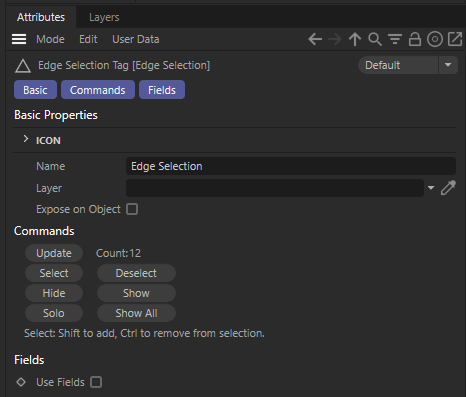 Attributes Layers
Mode Edit User Data
Edge Selection Tag [Edge Selection] Default
Basic Commands Fields
Basic Properties
ICON
Name Edge Selection
Layer
Expose on Object
Commands
Update Count:12
Select Deselect
Hide Show
Solo Show All
Select: Shift to add, Ctrl to remove from selection.
Fields
Use Fields